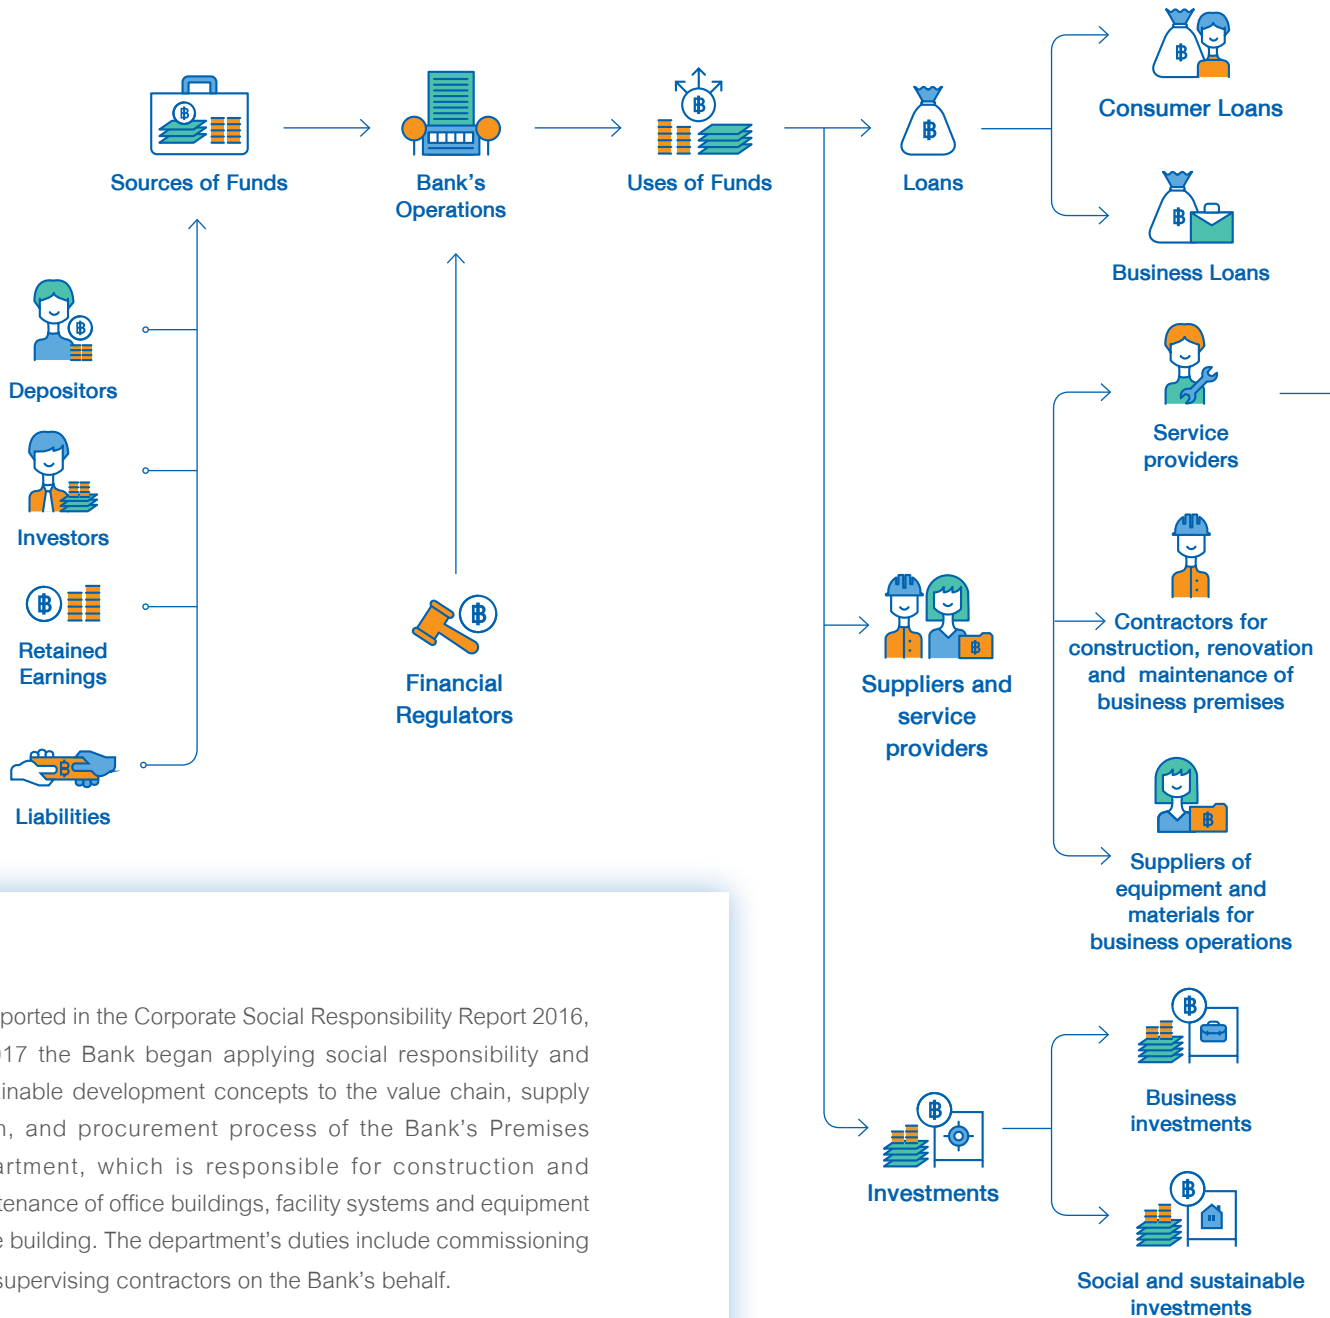 Consumer Loans
Sources of Funds
Bank's
Operations
Uses of Funds
Loans
Business Loans
Depositors
Service
providers
Investors
Retained
Earnings
Financial
Regulators
Suppliers and
service
providers
Contractors for
construction, renovation
and maintenance of
business premises
Liabilities
Suppliers of
equipment and
materials for
business operations
ported in the Corporate Social Responsibility Report 2016,
017 the Bank began applying social responsibility and
ainable development concepts to the value chain, supply
n, and procurement process of the Bank's Premises
artment, which is responsible for construction and
tenance of office buildings, facility systems and equipment
e building. The department's duties include commissioning
supervising contractors on the Bank's behalf.
Business
investments
Investments
Social and sustainable
investments